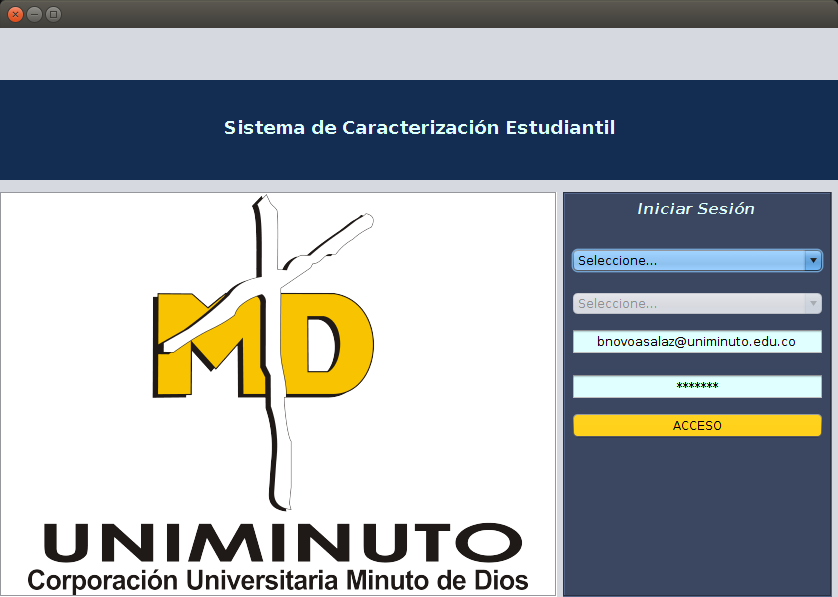 Sistema de Caracterización Estudiantil
MD
UNIMINUTO
Corporación Universitaria Minuto de Dios
Iniciar Sesión
Seleccione...
Seleccione...
bnovoasalaz@uniminuto.edu.co
*******
ACCESO